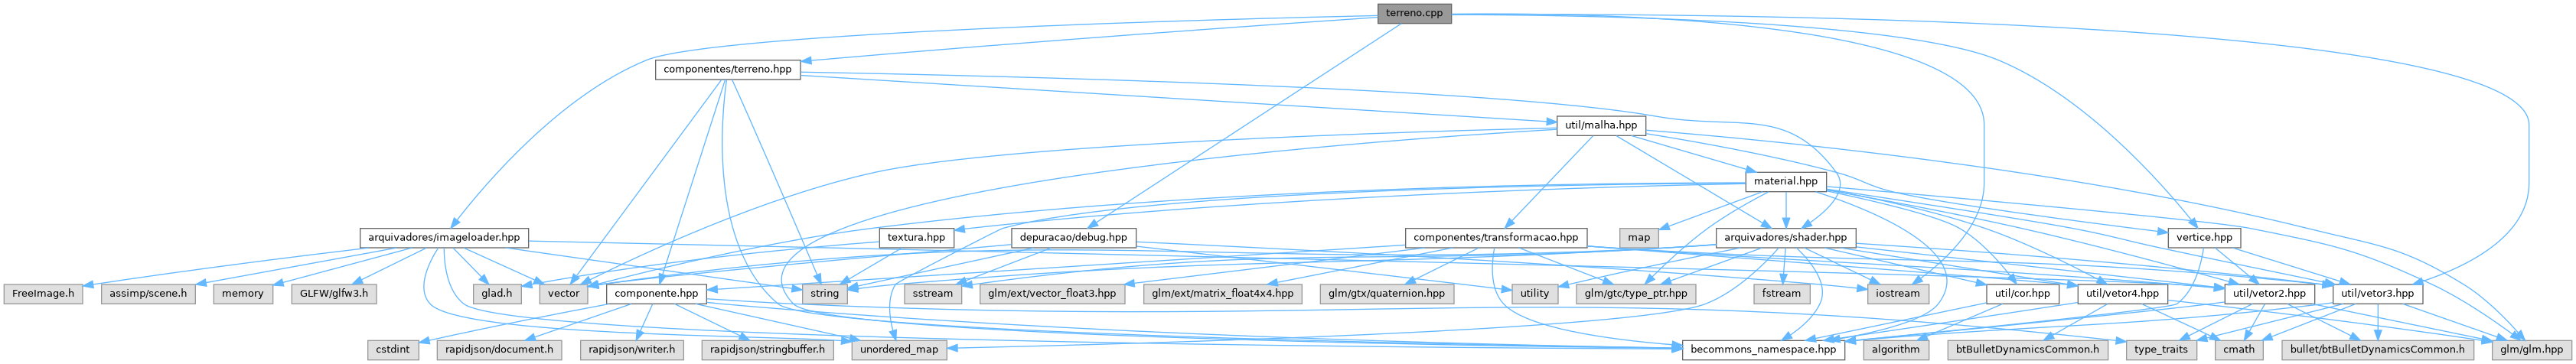 terreno.cpp
componentes/terreno.hpp
util/malha.hpp
material.hpp
arquivadores/imageloader.hpp
textura.hpp
depuracao/debug.hpp
componentes/transformacao.hpp
map
arquivadores/shader.hpp
vertice.hpp
FreeImage.h
assimp/scene.h
memory
GLFW/glfw3.h
glad.h
vector
componente.hpp
string
sstream
glm/ext/vector_float3.hpp
glm/ext/matrix_float4x4.hpp
glm/gtx/quaternion.hpp
utility
glm/gtc/type_ptr.hpp
fstream
iostream
util/cor.hpp
util/vetor4.hpp
util/vetor2.hpp
util/vetor3.hpp
cstdint
rapidjson/document.h
rapidjson/writer.h
rapidjson/stringbuffer.h
unordered_map
becommons_namespace.hpp
algorithm
btBulletDynamicsCommon.h
type_traits
cmath
bullet/btBulletDynamicsCommon.h
glm/glm.hpp